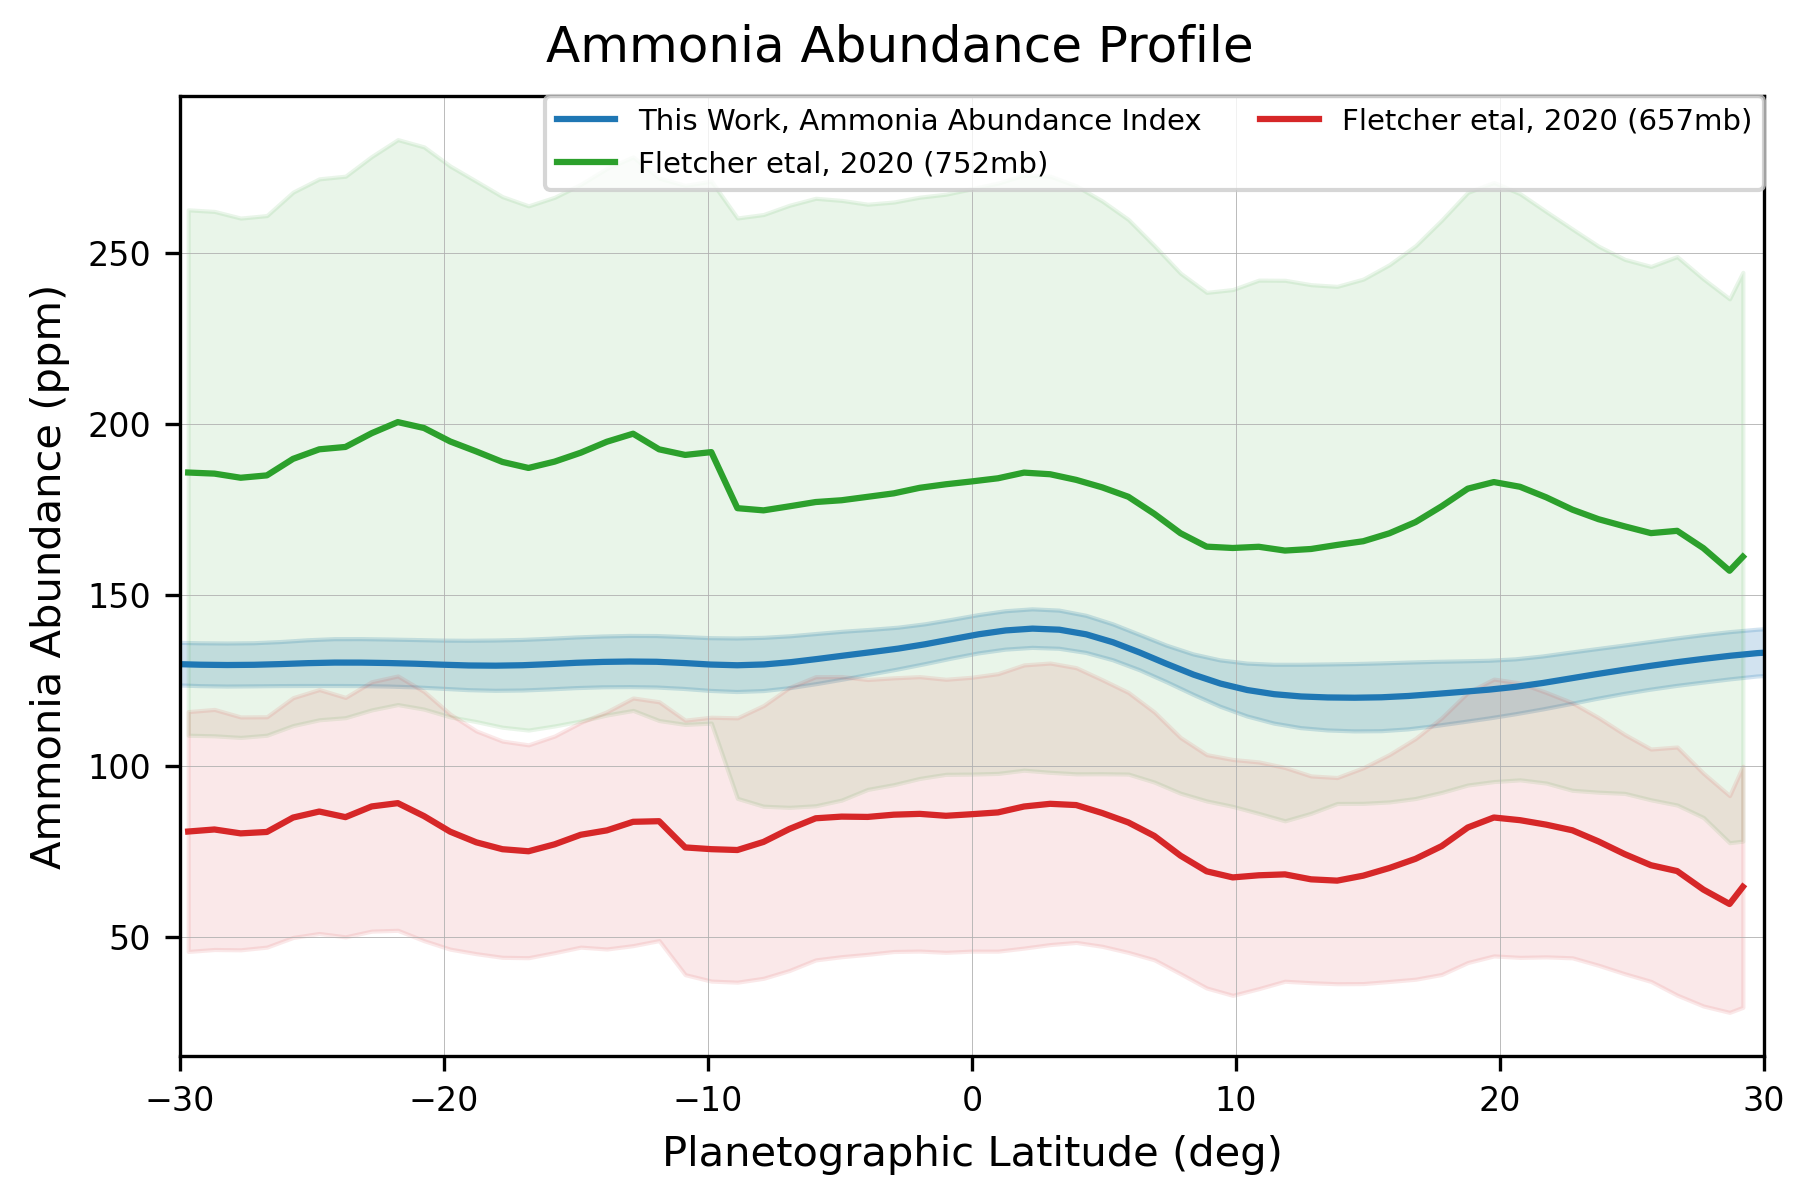 Ammonia Abundance Profile
This Work, Ammonia Abundance Index
Fletcher etal, 2020 (752mb)
Fletcher etal, 2020 (657mb)
Ammonia Abundance (ppm)
250
200
150
100
50
−30
−20
−10
0
10
20
30
Planetographic Latitude (deg)